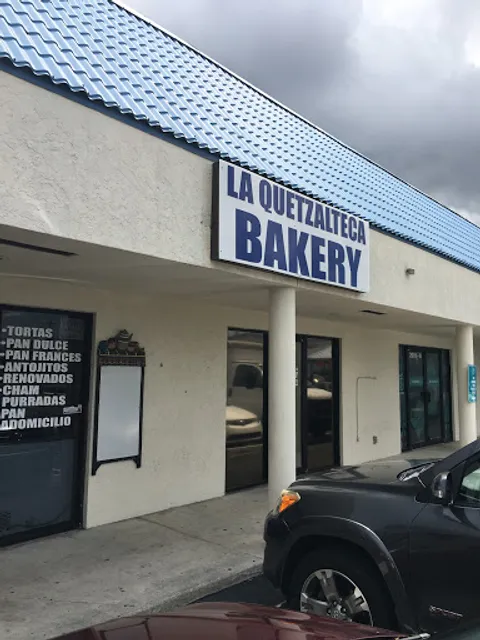 LA QUETZALTECA
BAKERY
•TORTAS
•PAN DULCE
•PAN FRANCES
•ANTOJITOS
•RENOVADOS
•CHAM
PURRADAS
•PAN
ADOMICILIO